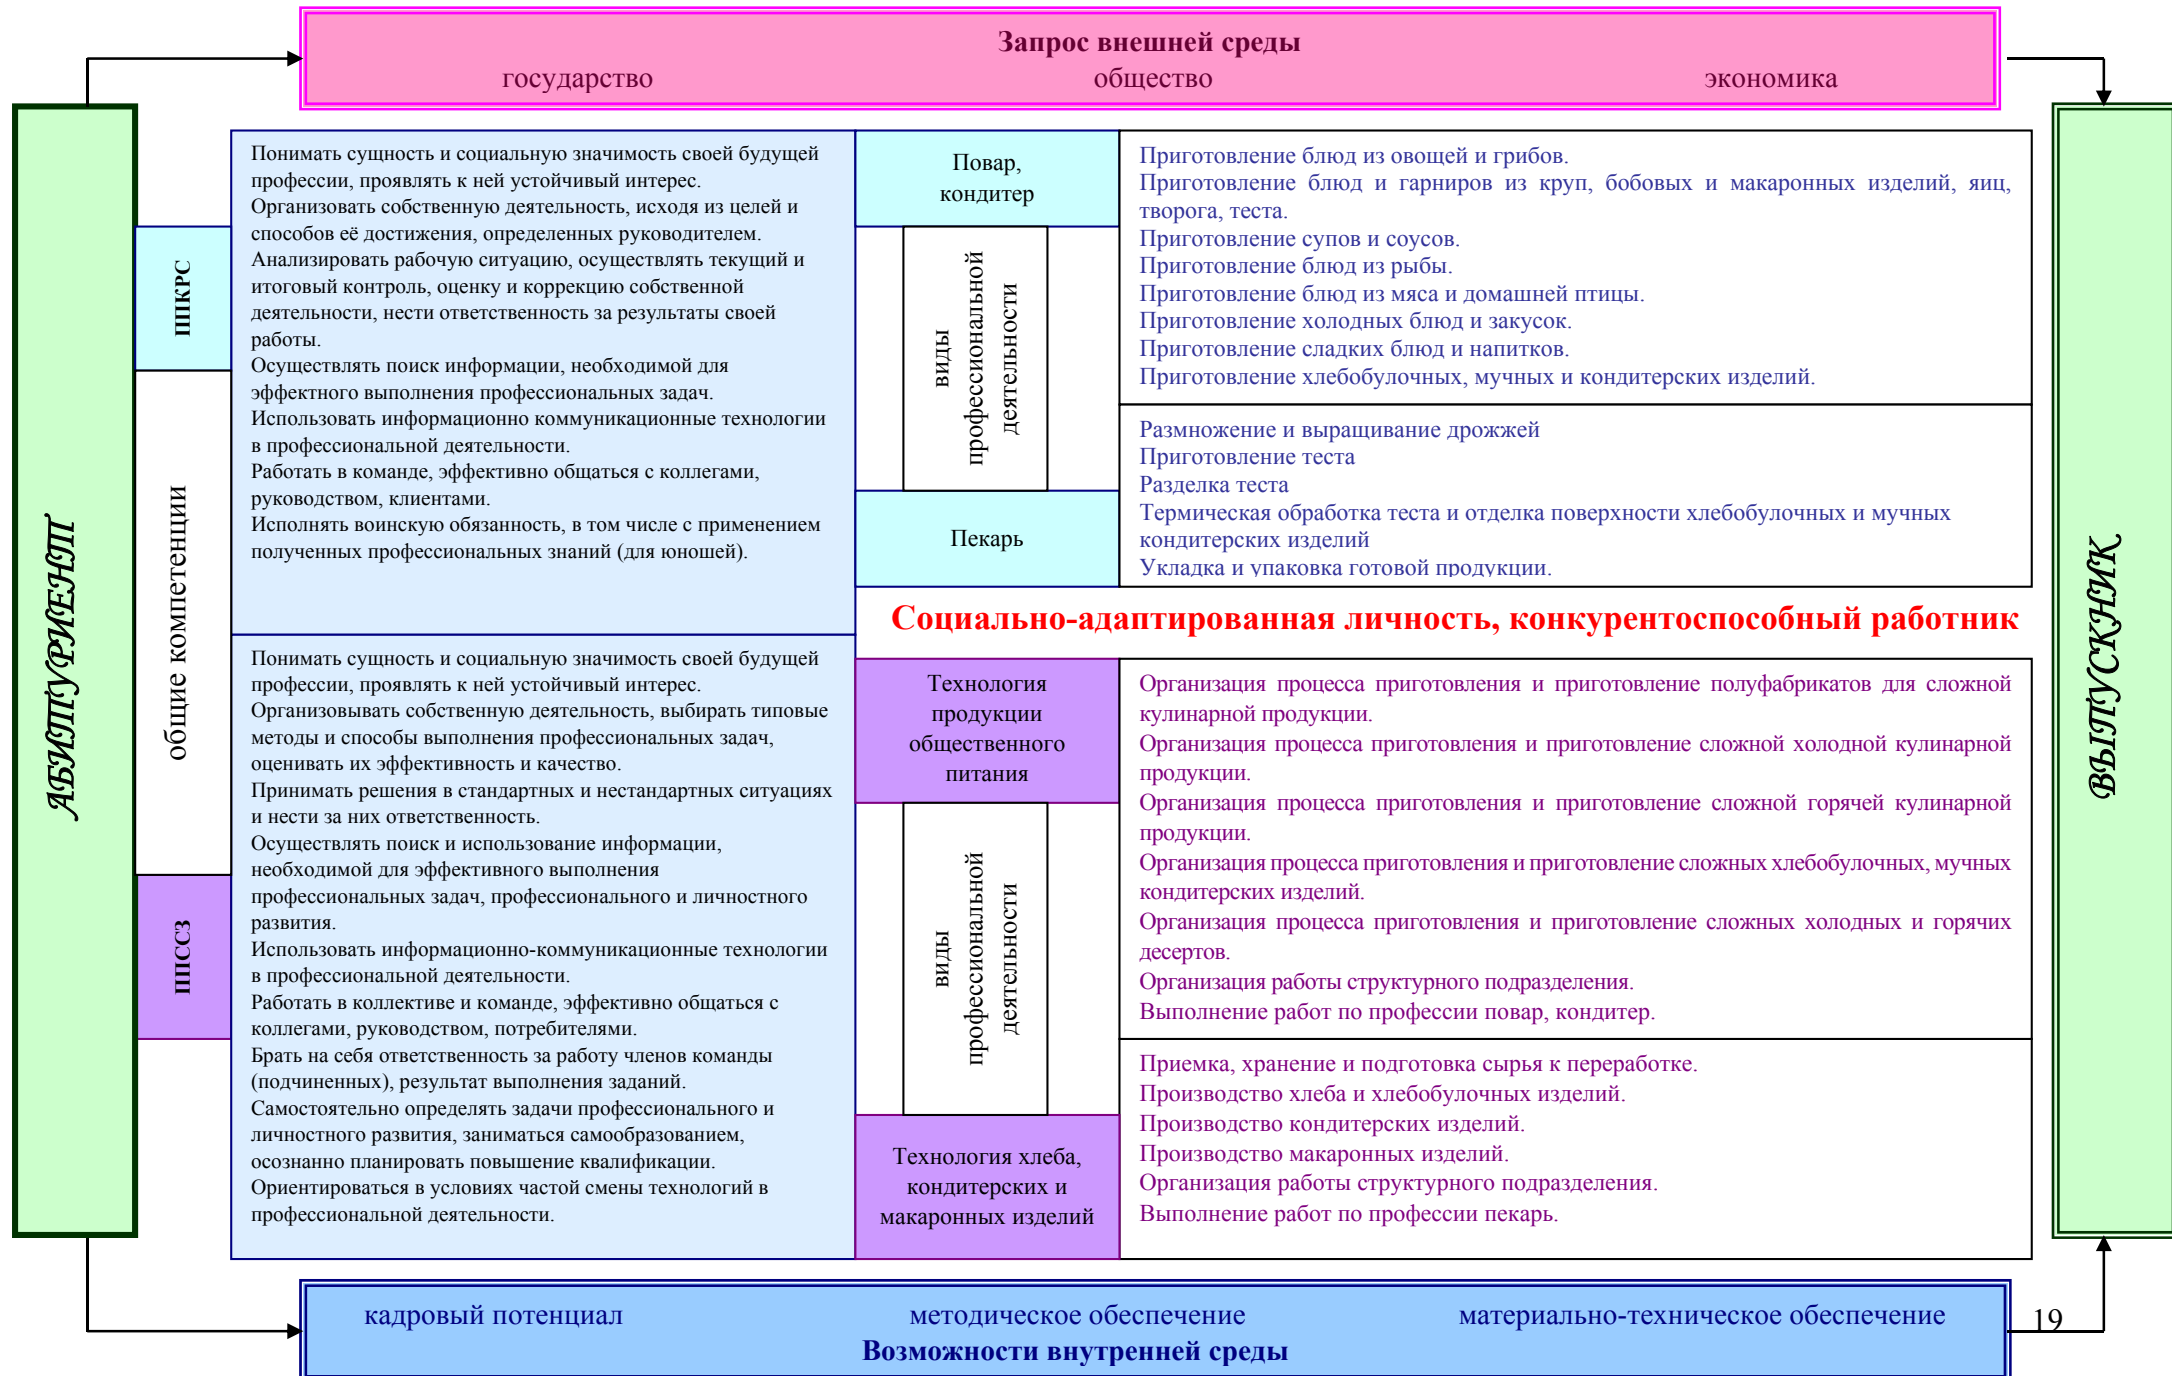 Запрос внешней среды
государство общество экономика
АБИТУРИЕНТ
ППКРС
общие компетенции
ППССЗ
Понимать сущность и социальную значимость своей будущей
профессии, проявлять к ней устойчивый интерес.
Организовать собственную деятельность, исходя из целей и
способов её достижения, определенных руководителем.
Анализировать рабочую ситуацию, осуществлять текущий и
итоговый контроль, оценку и коррекцию собственной
деятельности, нести ответственность за результаты своей
работы.
Осуществлять поиск информации, необходимой для
эффектного выполнения профессиональных задач.
Использовать информационно коммуникационные технологии
в профессиональной деятельности.
Работать в команде, эффективно общаться с коллегами,
руководством, клиентами.
Исполнять воинскую обязанность, в том числе с применением
полученных профессиональных знаний (для юношей).
Повар,
кондитер
виды
профессиональной
деятельности
Пекарь
Приготовление блюд из овощей и грибов.
Приготовление блюд и гарниров из круп, бобовых и макаронных изделий, яиц,
творога, теста.
Приготовление супов и соусов.
Приготовление блюд из рыбы.
Приготовление блюд из мяса и домашней птицы.
Приготовление холодных блюд и закусок.
Приготовление сладких блюд и напитков.
Приготовление хлебобулочных, мучных и кондитерских изделий.
Размножение и выращивание дрожжей
Приготовление теста
Разделка теста
Термическая обработка теста и отделка поверхности хлебобулочных и мучных
кондитерских изделий
Укладка и упаковка готовой продукции.
Социально-адаптированная личность, конкурентоспособный работник
Понимать сущность и социальную значимость своей будущей
профессии, проявлять к ней устойчивый интерес.
Организовывать собственную деятельность, выбирать типовые
методы и способы выполнения профессиональных задач,
оценивать их эффективность и качество.
Принимать решения в стандартных и нестандартных ситуациях
и нести за них ответственность.
Осуществлять поиск и использование информации,
необходимой для эффективного выполнения
профессиональных задач, профессионального и личностного
развития.
Использовать информационно-коммуникационные технологии
в профессиональной деятельности.
Работать в коллективе и команде, эффективно общаться с
коллегами, руководством, потребителями.
Брать на себя ответственность за работу членов команды
(подчиненных), результат выполнения заданий.
Самостоятельно определять задачи профессионального и
личностного развития, заниматься самообразованием,
осознанно планировать повышение квалификации.
Ориентироваться в условиях частой смены технологий в
профессиональной деятельности.
Технология
продукции
общественного
питания
виды
профессиональной
деятельности
Технология хлеба,
кондитерских и
макаронных изделий
Организация процесса приготовления и приготовление полуфабрикатов для сложной
кулинарной продукции.
Организация процесса приготовления и приготовление сложной холодной кулинарной
продукции.
Организация процесса приготовления и приготовление сложной горячей кулинарной
продукции.
Организация процесса приготовления и приготовление сложных хлебобулочных, мучных
кондитерских изделий.
Организация процесса приготовления и приготовление сложных холодных и горячих
десертов.
Организация работы структурного подразделения.
Выполнение работ по профессии повар, кондитер.
Приемка, хранение и подготовка сырья к переработке.
Производство хлеба и хлебобулочных изделий.
Производство кондитерских изделий.
Производство макаронных изделий.
Организация работы структурного подразделения.
Выполнение работ по профессии пекарь.
ВЫПУСКНИК
кадровый потенциал методическое обеспечение материально-техническое обеспечение
Возможности внутренней среды
19